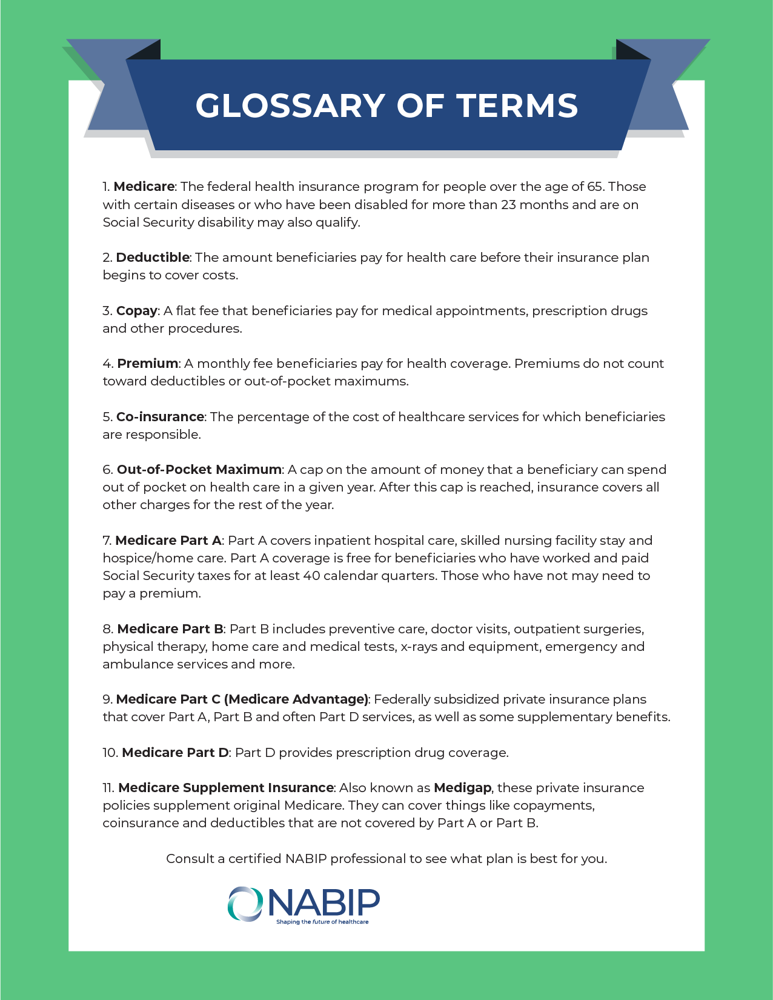 GLOSSARY OF TERMS
1. Medicare: The federal health insurance program for people over the age of 65. Those
with certain diseases or who have been disabled for more than 23 months and are on
Social Security disability may also qualify.
2. Deductible: The amount beneficiaries pay for health care before their insurance plan
begins to cover costs.
3. Copay: A flat fee that beneficiaries pay for medical appointments, prescription drugs
and other procedures.
4. Premium: A monthly fee beneficiaries pay for health coverage. Premiums do not count
toward deductibles or out-of-pocket maximums.
5. Co-insurance: The percentage of the cost of healthcare services for which beneficiaries
are responsible.
6. Out-of-Pocket Maximum: A cap on the amount of money that a beneficiary can spend
out of pocket on health care in a given year. After this cap is reached, insurance covers all
other charges for the rest of the year.
7. Medicare Part A: Part A covers inpatient hospital care, skilled nursing facility stay and
hospice/home care. Part A coverage is free for beneficiaries who have worked and paid
Social Security taxes for at least 40 calendar quarters. Those who have not may need to
pay a premium.
8. Medicare Part B: Part B includes preventive care, doctor visits, outpatient surgeries,
physical therapy, home care and medical tests, x-rays and equipment, emergency and
ambulance services and more.
9. Medicare Part C (Medicare Advantage): Federally subsidized private insurance plans
that cover Part A, Part B and often Part D services, as well as some supplementary benefits.
10. Medicare Part D: Part D provides prescription drug coverage.
11. Medicare Supplement Insurance: Also known as Medigap, these private insurance
policies supplement original Medicare. They can cover things like copayments,
coinsurance and deductibles that are not covered by Part A or Part B.
Consult a certified NABIP professional to see what plan is best for you.
NABIP
Shaping the future of healthcare